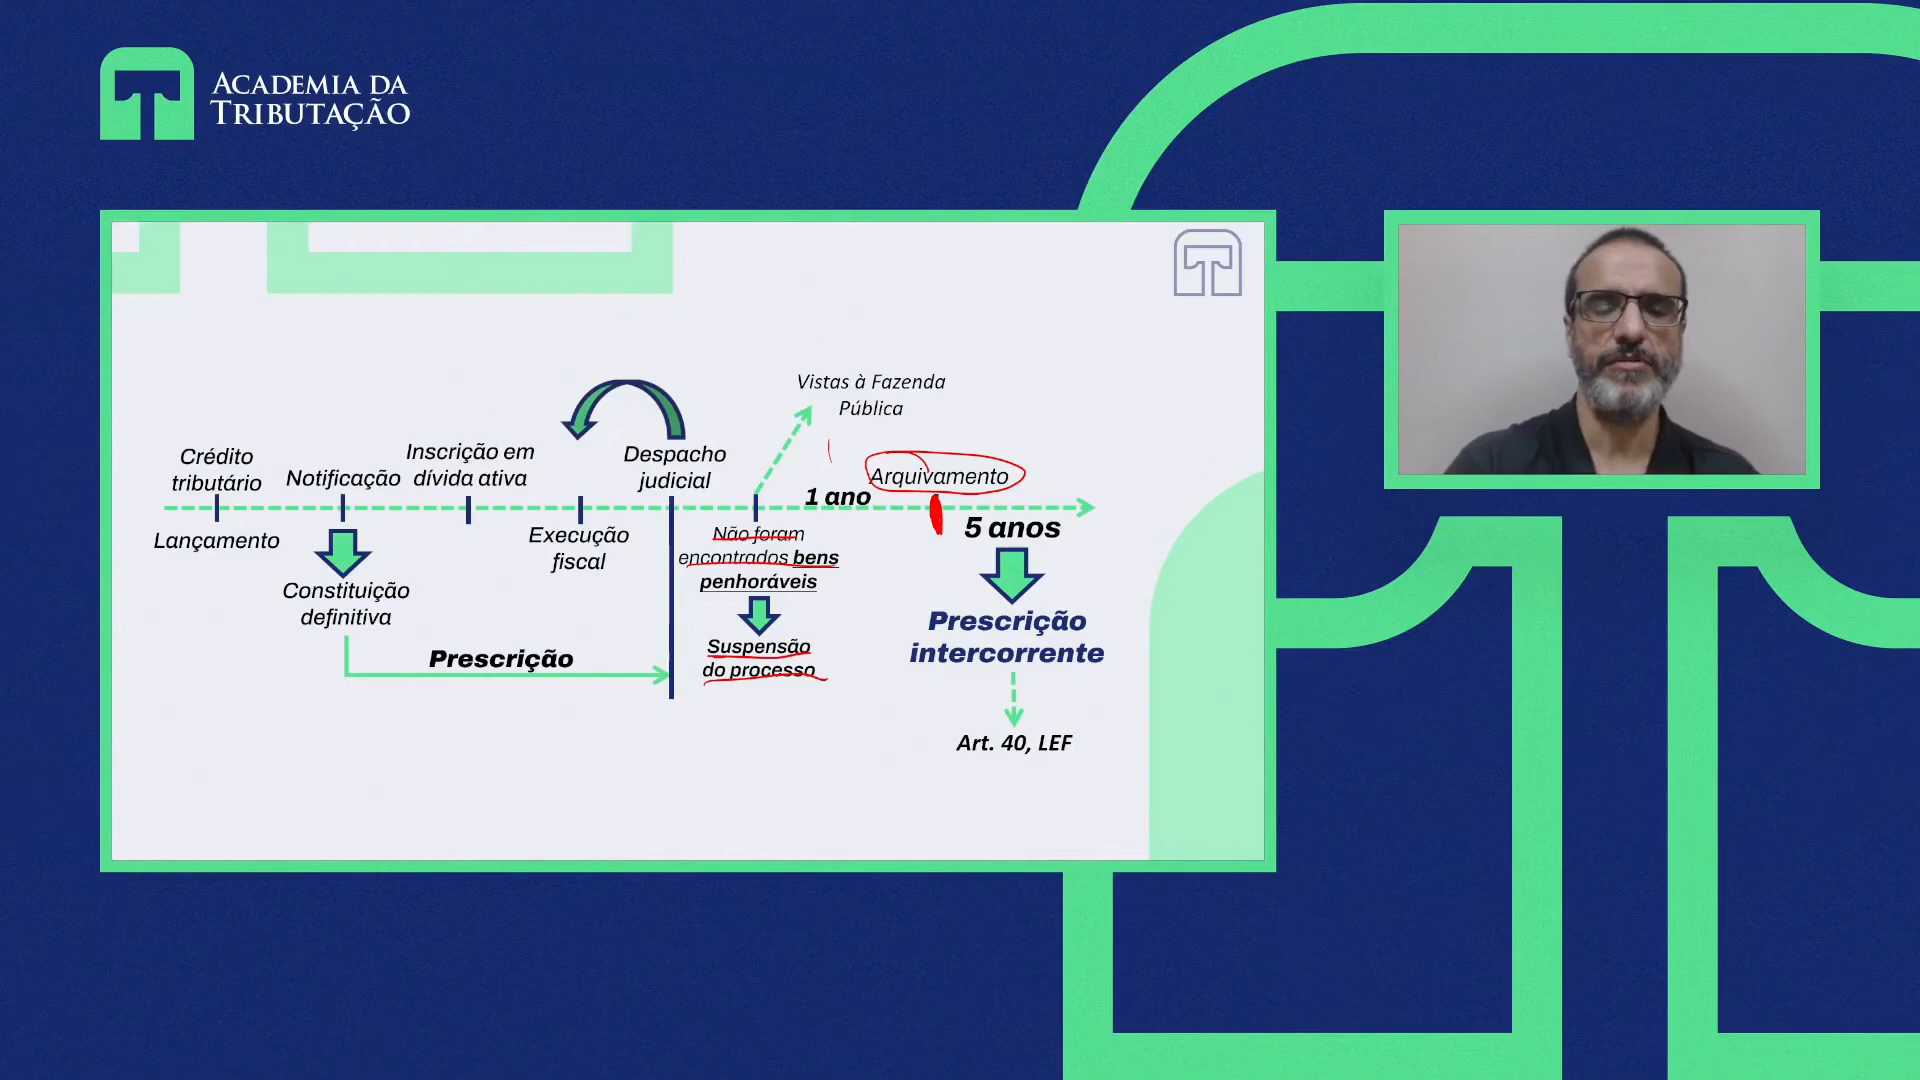 ACADEMIA DA
TRIBUTAÇÃO
Vistas à Fazenda
Pública
Crédito
tributário
Notificação
Inscrição em
dívida ativa
Despacho
judicial
Arquivamento
1 ano
Lançamento
Execução
fiscal
Não foram
encontrados bens
penhoráveis
5 anos
Constituição
definitiva
Prescrição
Suspensão
do processo
Prescrição
intercorrente
Art. 40, LEF